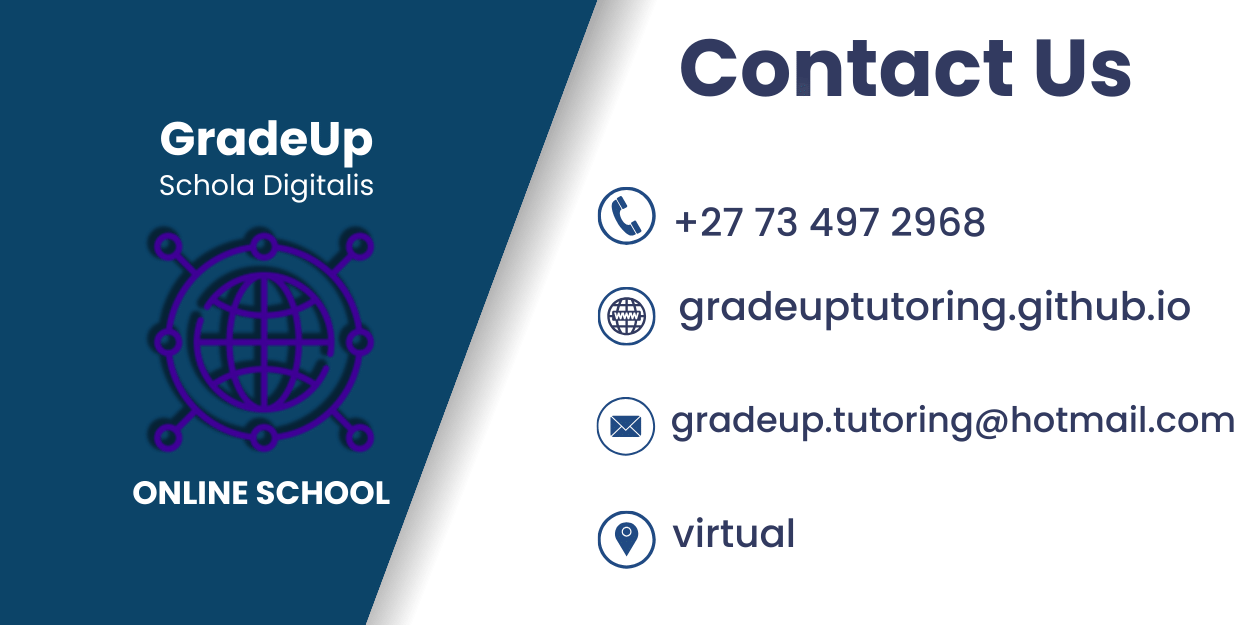 GradeUp
Schola Digitalis
ONLINE SCHOOL
Contact Us
+27 73 497 2968
www
gradeuptutoring.github.io
gradeup.tutoring@hotmail.com
virtual